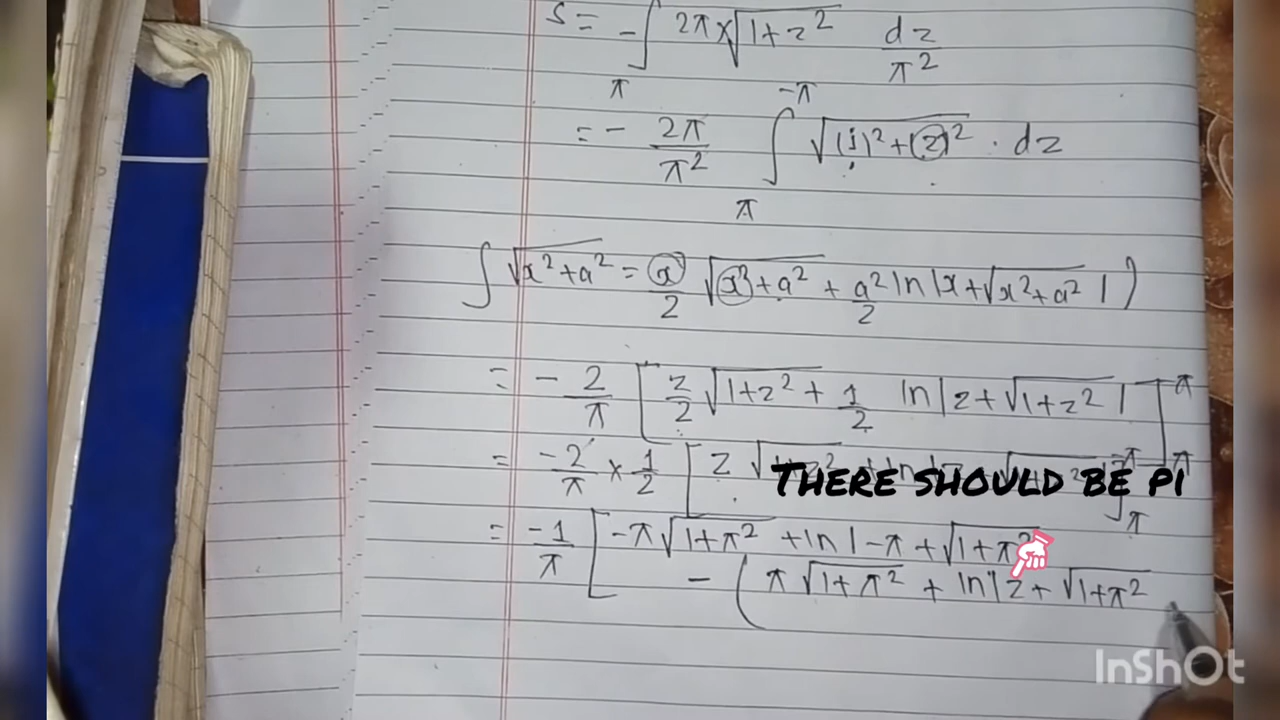 S = - ∫ 2π√1+z² dz/π²
π -π
= - 2π/π² ∫ √(1)²+(z)² · dz
π
∫ √x²+a² = x/2 √x²+a² + a²/2 ln|x+√x²+a² | )
= - 2/π [ z/2 √1+z² + 1/2 ln|z+√1+z² | ] π
= -2/π × 1/2 [ z √
THERE SHOULD BE PI
= -1/π [ -π√1+π² + ln|-π+√1+π²
- ( π √1+π² + ln|z + √1+π²
InShOt